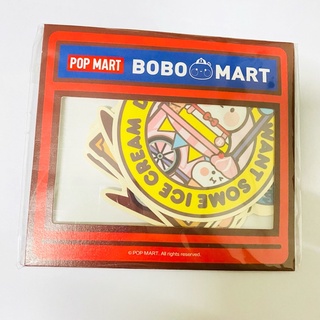 POP MART
BOBO MART
WANT SOME ICE CREAM
© POP MART. All rights reserved.